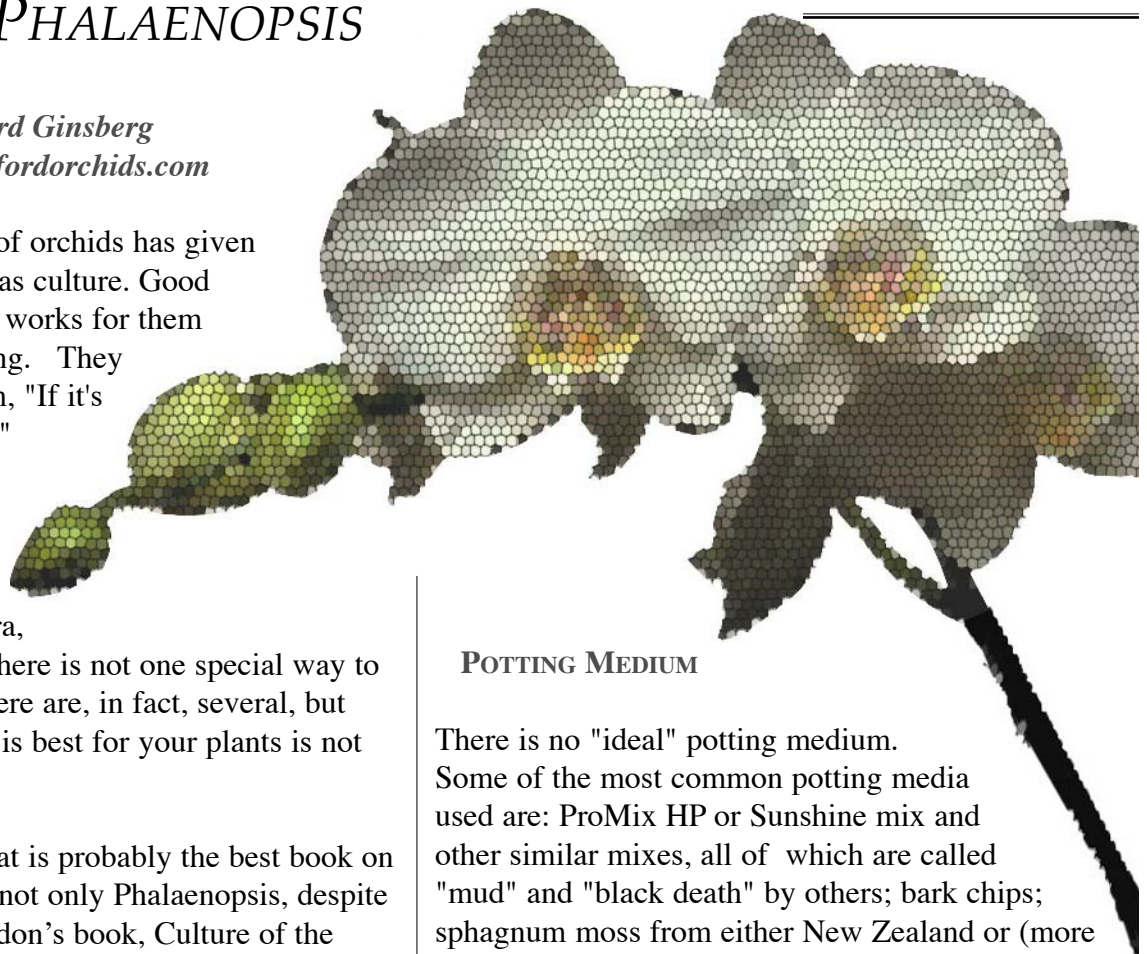 PHALAENOPSIS
rd Ginsberg
fordorchids.com
of orchids has given
as culture. Good
works for them
ng. They
n, "If it's
"
ra,
here is not one special way to
ere are, in fact, several, but
is best for your plants is not
at is probably the best book on
not only Phalaenopsis, despite
don’s book, Culture of the
POTTING MEDIUM
There is no "ideal" potting medium.
Some of the most common potting media
used are: ProMix HP or Sunshine mix and
other similar mixes, all of which are called
"mud" and "black death" by others; bark chips;
sphagnum moss from either New Zealand or (more